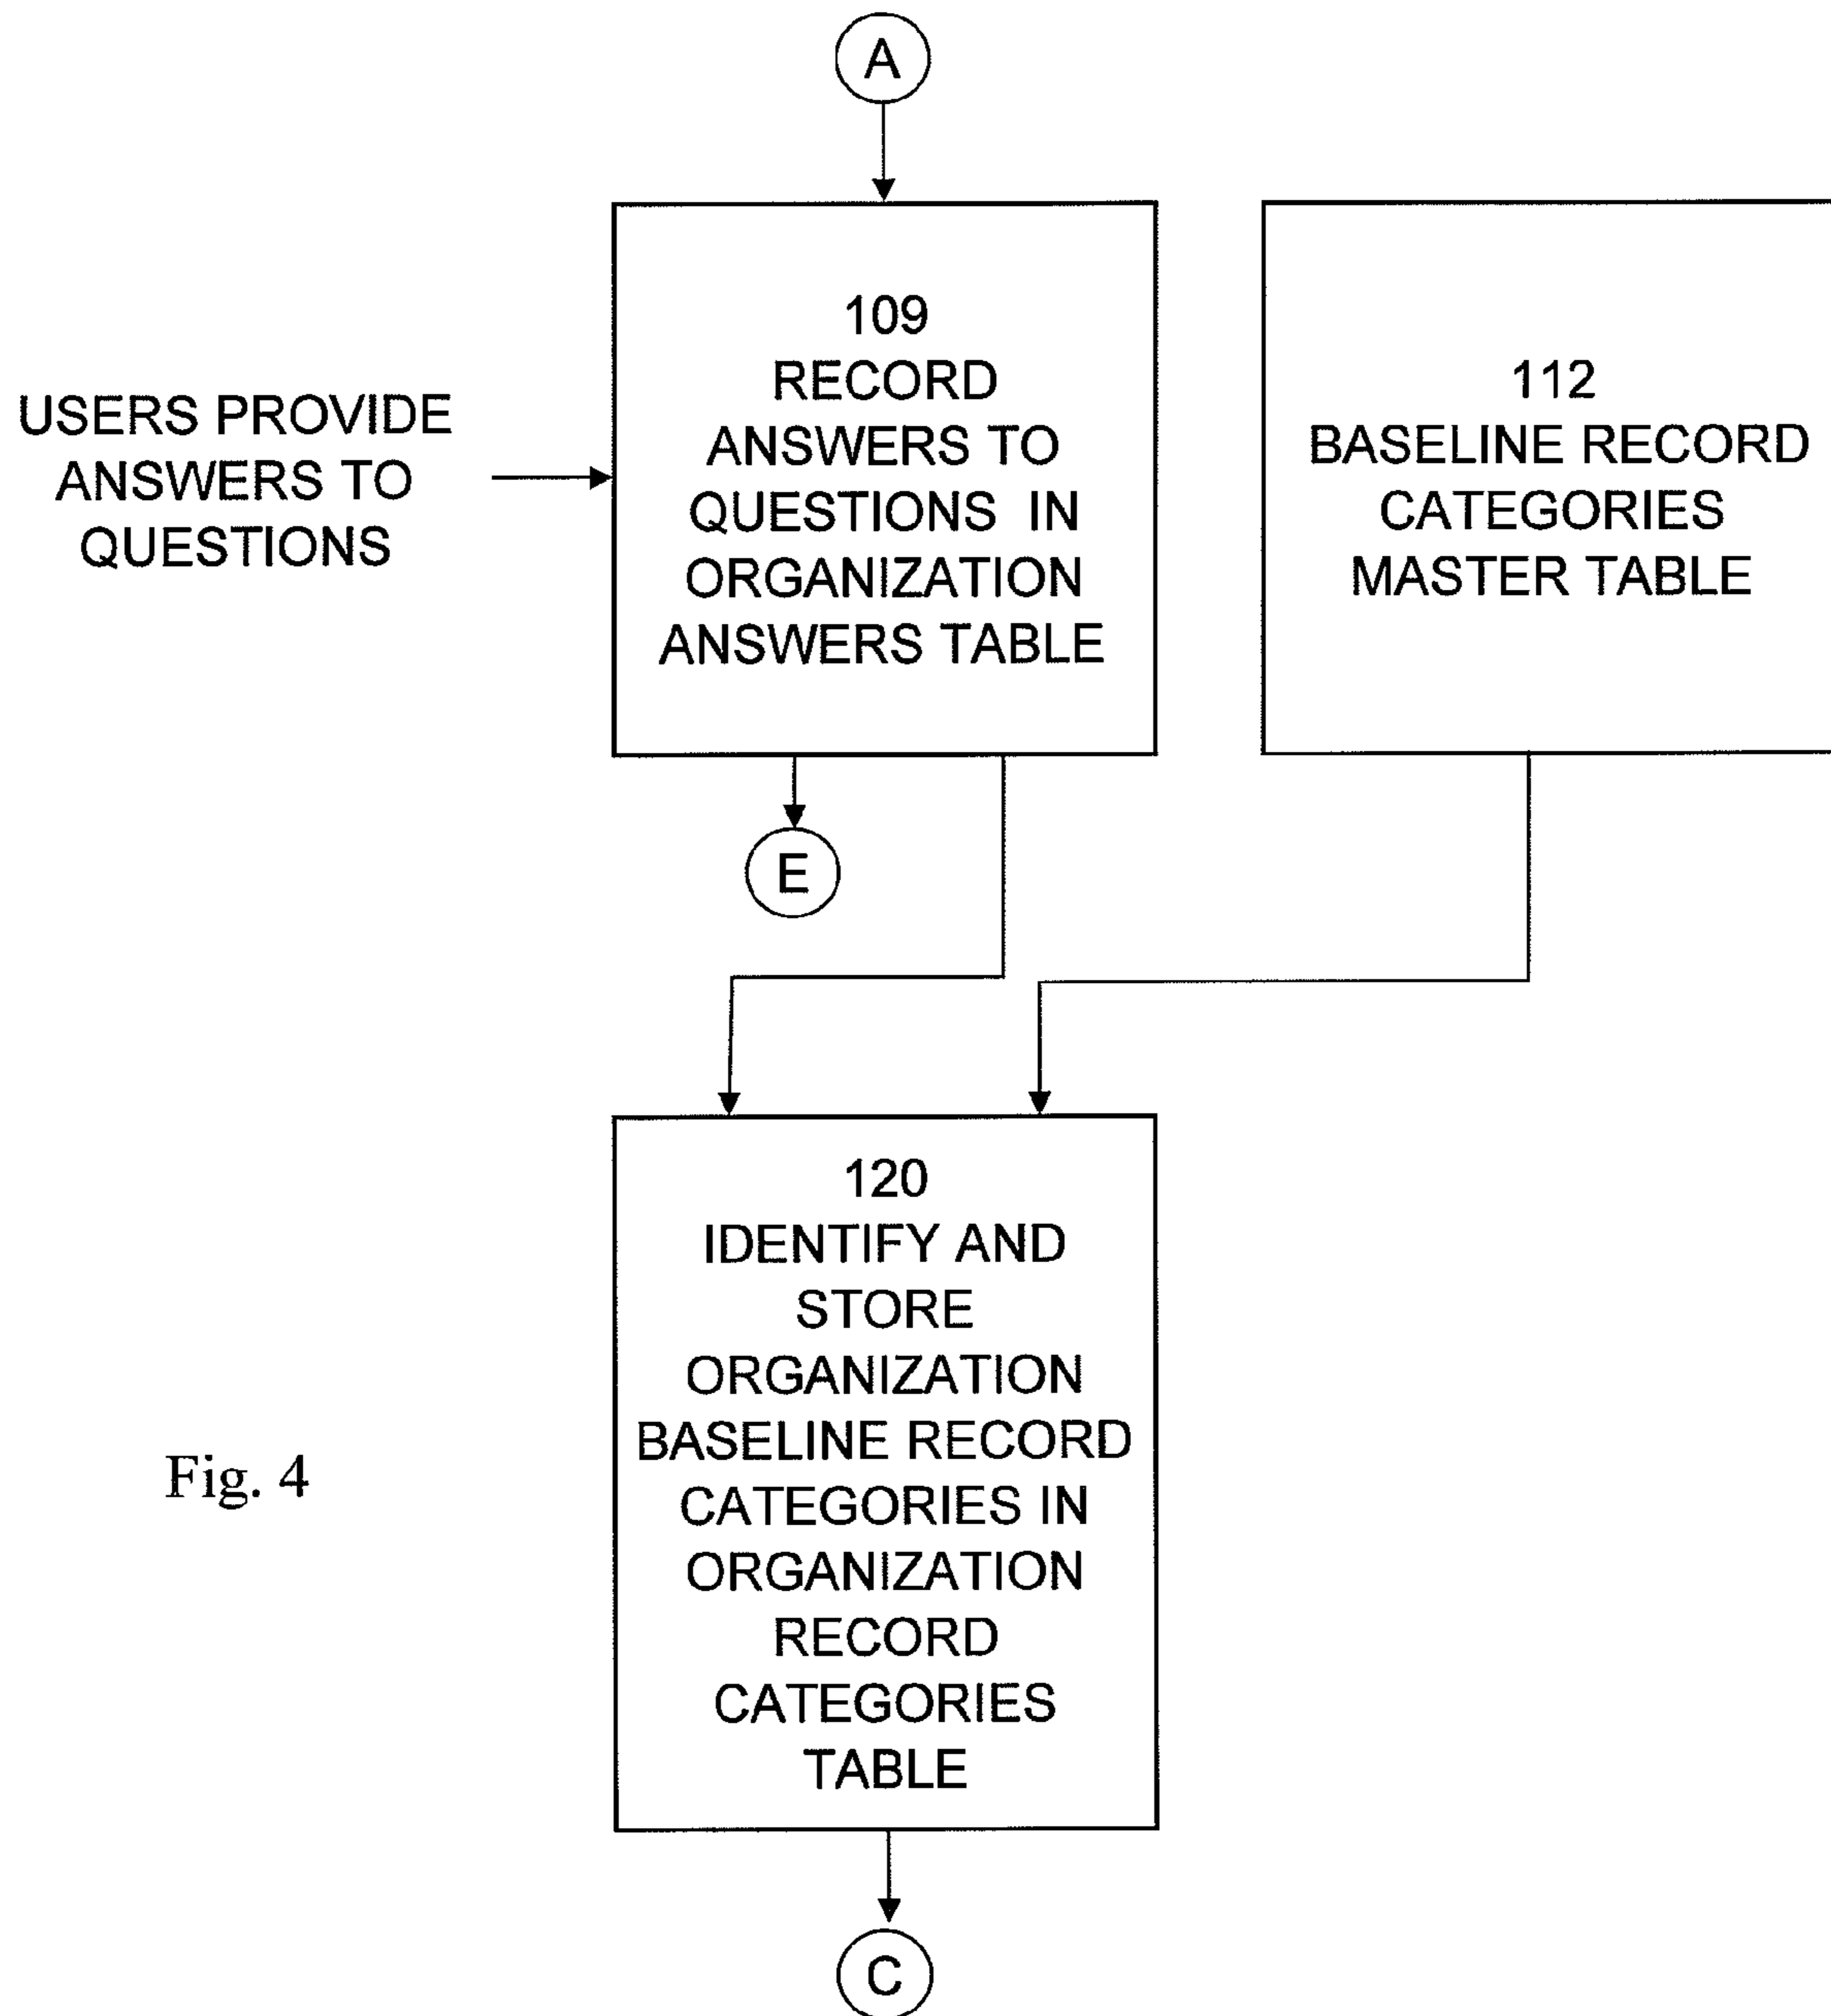 A
109
RECORD
ANSWERS TO
QUESTIONS IN
ORGANIZATION
ANSWERS TABLE
112
BASELINE RECORD
CATEGORIES
MASTER TABLE
USERS PROVIDE
ANSWERS TO
QUESTIONS
E
120
IDENTIFY AND
STORE
ORGANIZATION
BASELINE RECORD
CATEGORIES IN
ORGANIZATION
RECORD
CATEGORIES
TABLE
Fig. 4
C